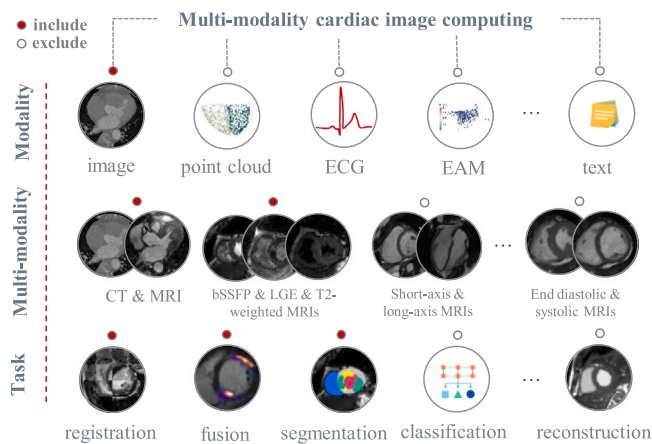 Multi-modality cardiac image computing
include
exclude
Modality
image
point cloud
ECG
EAM
...
text
Multi-modality
CT & MRI
bSSFP & LGE & T2-
weighted MRIs
Short-axis &
long-axis MRIs
...
End diastolic &
systolic MRIs
Task
registration
fusion
segmentation
classification
...
reconstruction